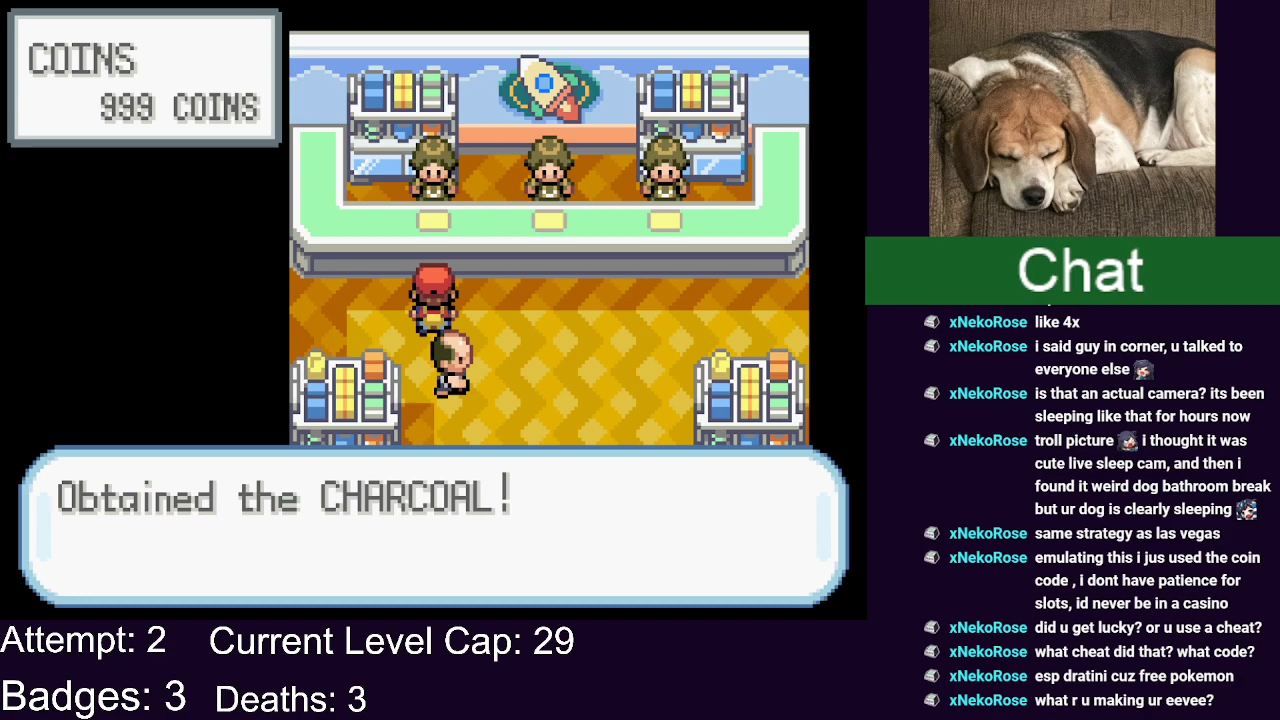 COINS
999 COINS
Obtained the CHARCOAL!
Attempt: 2 Current Level Cap: 29
Badges: 3 Deaths: 3
Chat
xNekoRose like 4x
xNekoRose i said guy in corner, u talked to
everyone else
xNekoRose is that an actual camera? its been
sleeping like that for hours now
xNekoRose troll picture i thought it was
cute live sleep cam, and then i
found it weird dog bathroom break
but ur dog is clearly sleeping
xNekoRose same strategy as las vegas
xNekoRose emulating this i jus used the coin
code , i dont have patience for
slots, id never be in a casino
xNekoRose did u get lucky? or u use a cheat?
xNekoRose what cheat did that? what code?
xNekoRose esp dratini cuz free pokemon
xNekoRose what r u making ur eevee?